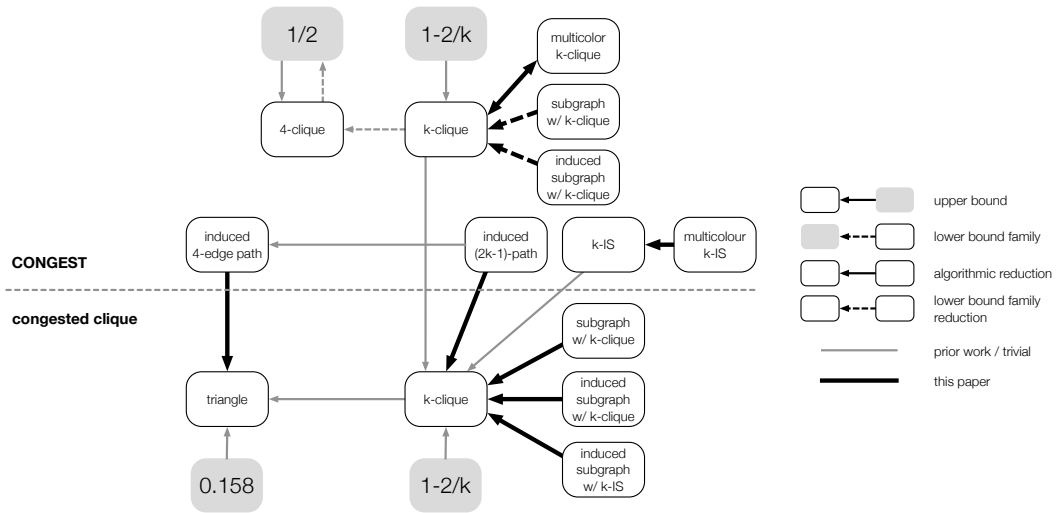 1/2
1-2/k
multicolor
k-clique
subgraph
w/ k-clique
4-clique
k-clique
induced
subgraph
w/ k-clique
induced
4-edge path
induced
(2k-1)-path
k-IS
multicolour
k-IS
CONGEST
congested clique
subgraph
w/ k-clique
triangle
k-clique
induced
subgraph
w/ k-clique
induced
subgraph
w/ k-IS
0.158
1-2/k
upper bound
lower bound family
algorithmic reduction
lower bound family
reduction
prior work / trivial
this paper